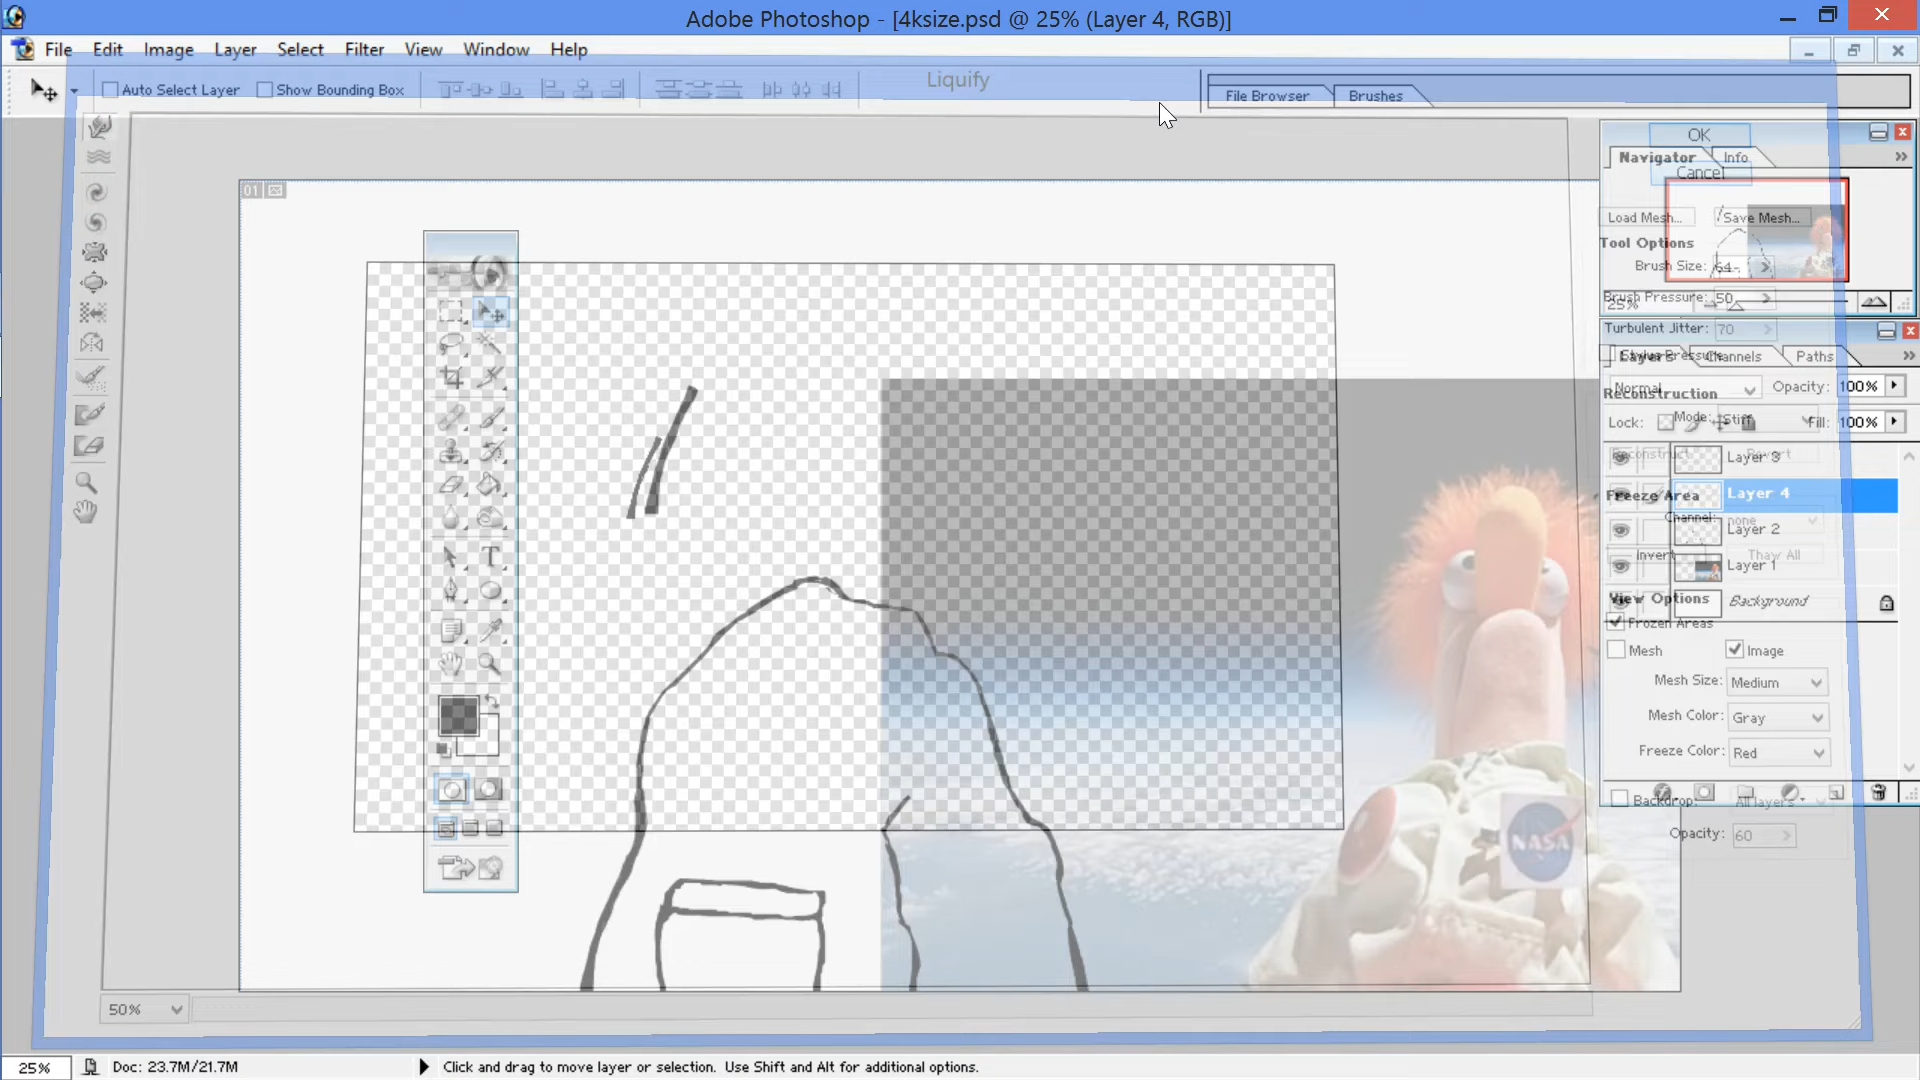 Adobe Photoshop - [4ksize.psd @ 25% (Layer 4, RGB)]
File Edit Image Layer Select Filter View Window Help
Auto Select Layer Show Bounding Box
Liquify
File Browser Brushes
01
OK
Navigator Info
Cancel
Load Mesh... Save Mesh...
Tool Options
Brush Size: 64
Brush Pressure: 50
25%
Turbulent Jitter: 70
Stylus Pressure
Layers Channels Paths
Normal Opacity: 100%
Reconstruction
Lock: Mode: Stiff Fill: 100%
Reconstruct Revert
Layer 3
Freeze Area
Layer 4
Channel: none
Layer 2
Invert Thaw All
Layer 1
View Options
Background
Frozen Areas
Mesh Image
Mesh Size: Medium
Mesh Color: Gray
Freeze Color: Red
Backdrop: All layers
Opacity: 60
NASA
T
50%
25% Doc: 23.7M/21.7M Click and drag to move layer or selection. Use Shift and Alt for additional options.